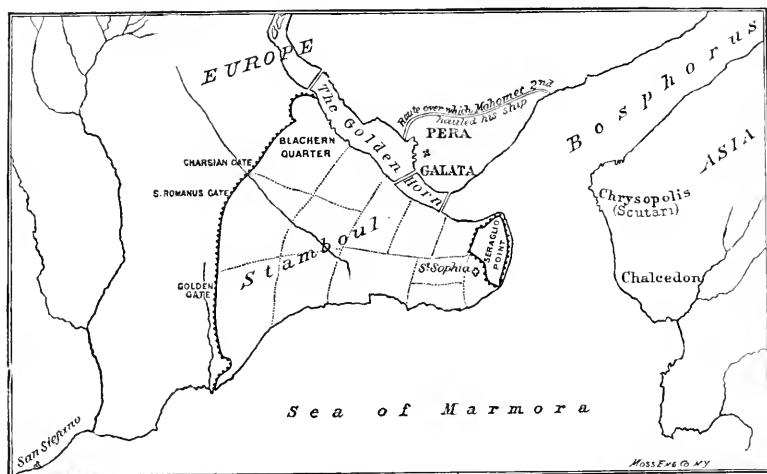 EUROPE
The Golden Horn
Route over which Mahomet 2nd
hauled his ship
PERA
GALATA
Bosphorus
ASIA
BLACHERN
QUARTER
CHARSIAN GATE
S. ROMANUS GATE
Stamboul
GOLDEN
GATE
St. Sophia
SERAGLIO
POINT
Chrysopolis
(Scutari)
Chalcedon
Sea of Marmora
San Stefano
MOSS ENG CO NY